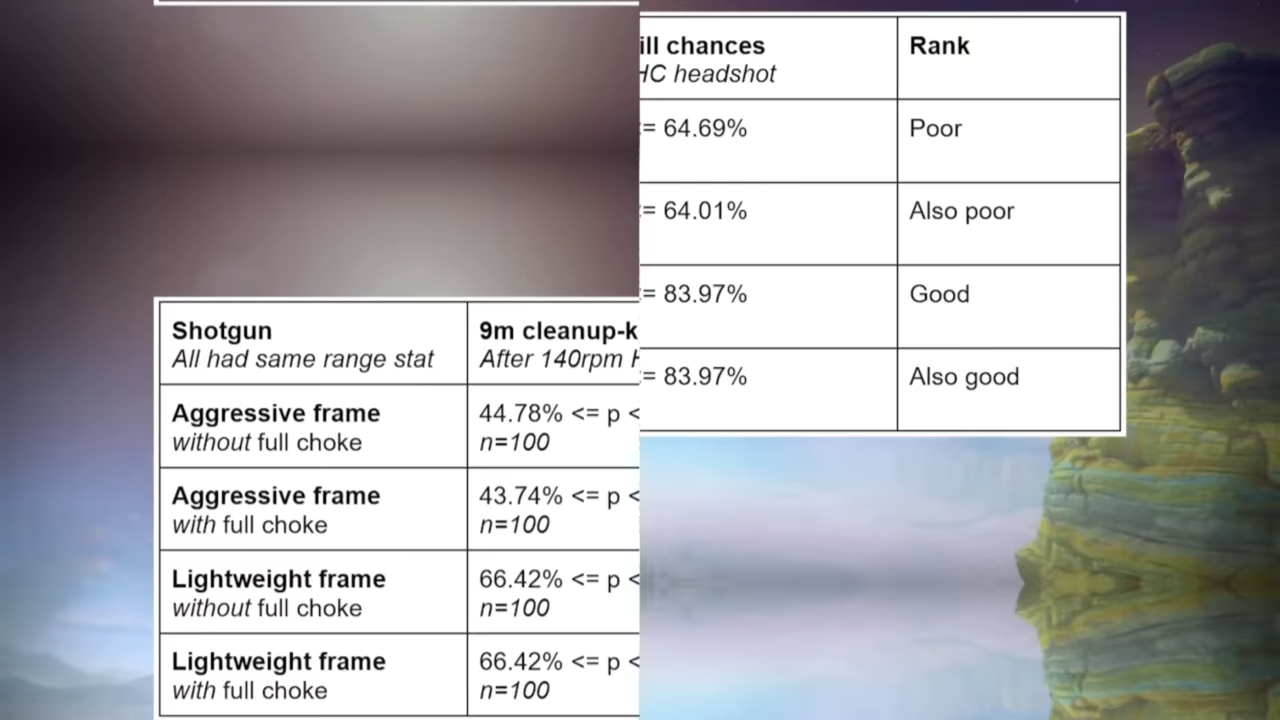 Shotgun
All had same range stat
9m cleanup-k
After 140rpm H
Aggressive frame
without full choke
44.78% <= p <
n=100
Aggressive frame
with full choke
43.74% <= p <
n=100
Lightweight frame
without full choke
66.42% <= p <
n=100
Lightweight frame
with full choke
66.42% <= p <
n=100
ill chances
HC headshot
Rank
= 64.69%
Poor
= 64.01%
Also poor
= 83.97%
Good
= 83.97%
Also good